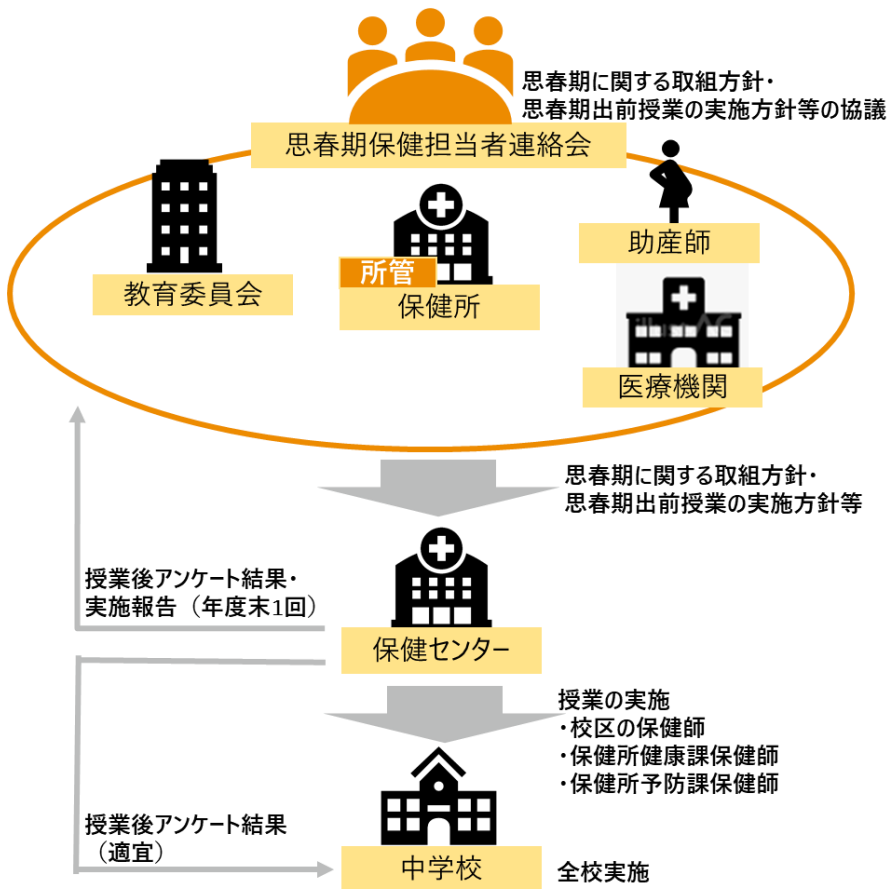 思春期に関する取組方針・
思春期出前授業の実施方針等の協議
思春期保健担当者連絡会
教育委員会
所管
保健所
助産師
医療機関
思春期に関する取組方針・
思春期出前授業の実施方針等
授業後アンケート結果・
実施報告（年度末1回）
保健センター
授業の実施
・校区の保健師
・保健所健康課保健師
・保健所予防課保健師
授業後アンケート結果
（適宜）
中学校
全校実施